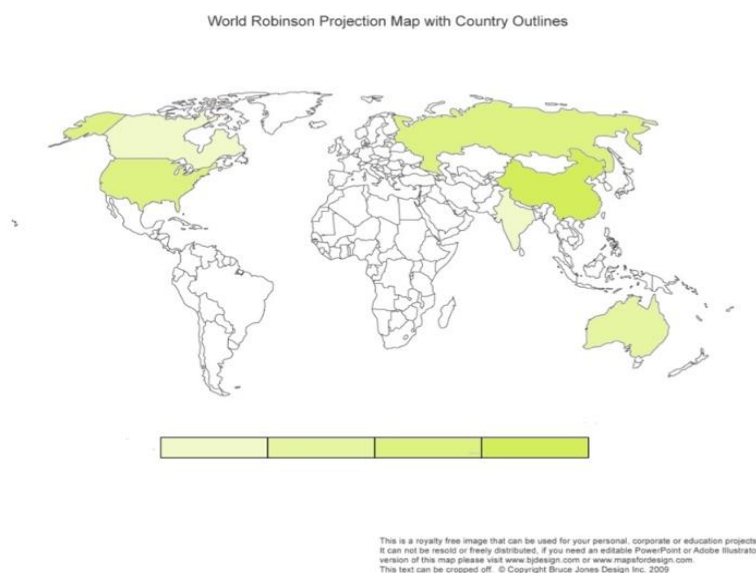 World Robinson Projection Map with Country Outlines
This is a royalty free image that can be used for your personal, corporate or education projects
It can not be resold or freely distributed, if you need an editable PowerPoint or Adobe Illustrato
version of this map please visit www.bjdesign.com or www.mapsfordesign.com.
This text can be cropped off. © Copyright Bruce Jones Design Inc. 2009